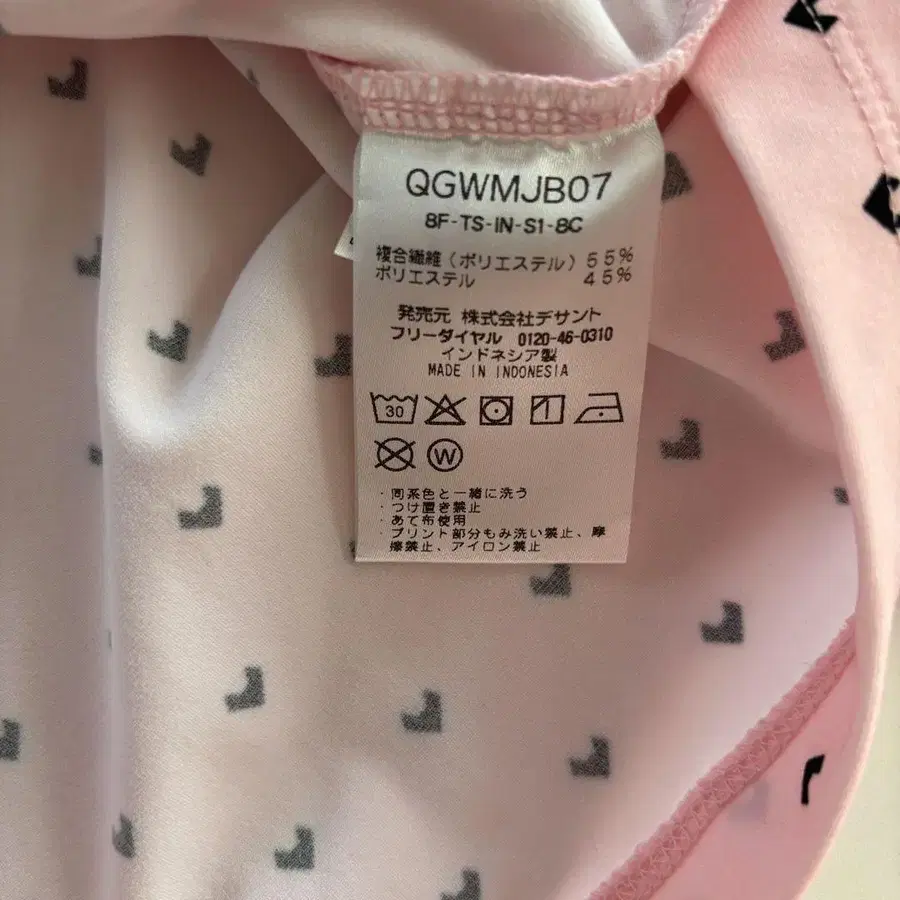 QGWMJB07
8F-TS-IN-S1-8C
複合繊維（ポリエステル）55%
ポリエステル 45%
発売元 株式会社デサント
フリーダイヤル 0120-46-0310
インドネシア製
MADE IN INDONESIA
30
W
・同系色と一緒に洗う
・つけ置き禁止
・あて布使用
・プリント部分もみ洗い禁止、摩
擦禁止、アイロン禁止